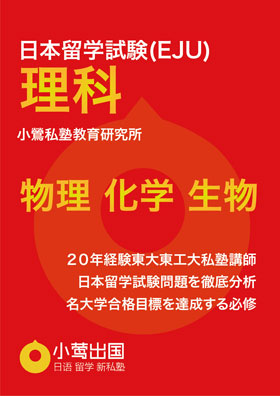 日本留学試験(EJU)
理科
小鷺私塾教育研究所
物理 化学 生物
20年経験東大東工大私塾講師
日本留学試験問題を徹底分析
名大学合格目標を達成する必修
小莺出国
日语 留学 新私塾